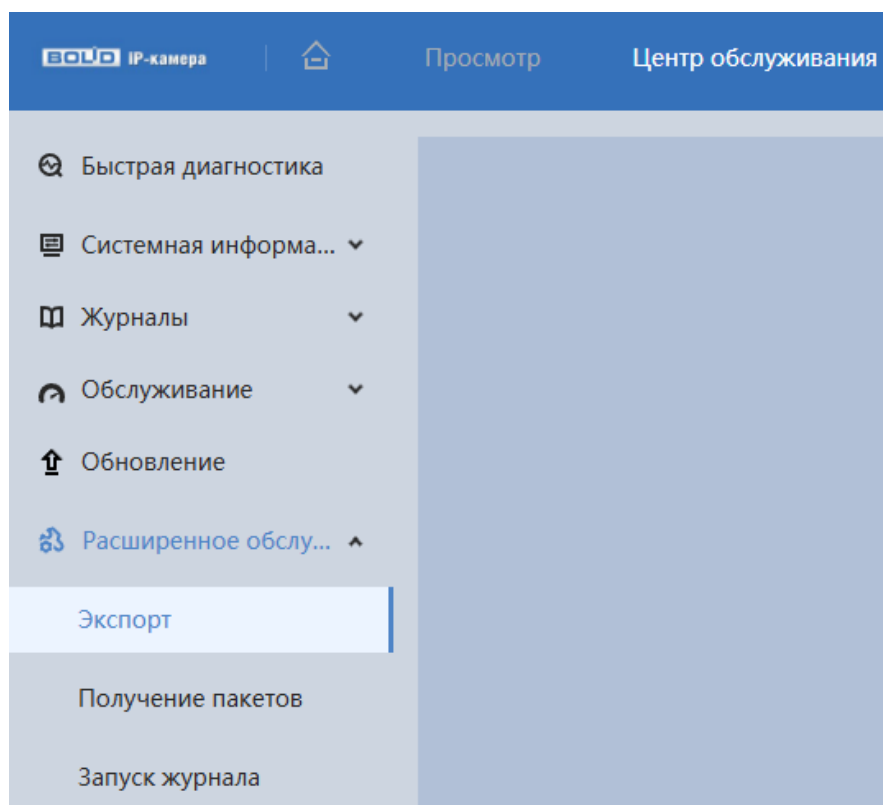 BOLID IP-камера
Просмотр
Центр обслуживания
Быстрая диагностика
Системная информа...
Журналы
Обслуживание
Обновление
Расширенное обслу...
Экспорт
Получение пакетов
Запуск журнала